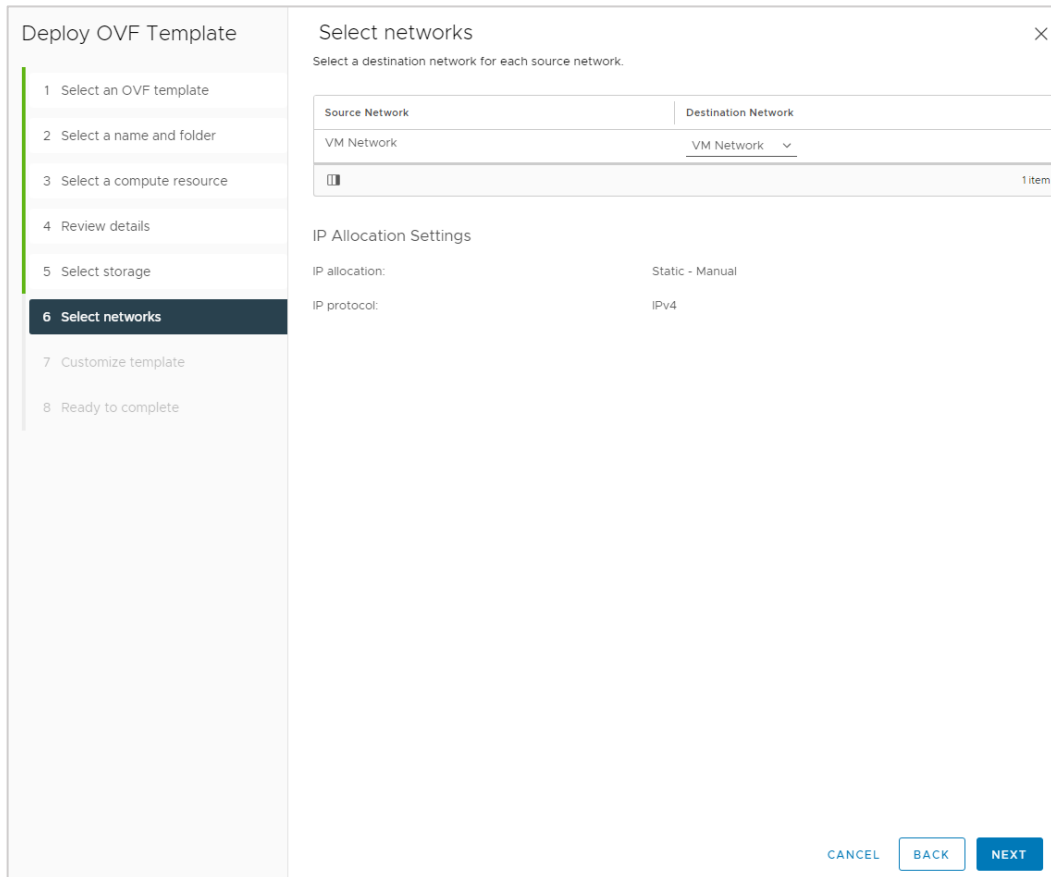 Deploy OVF Template
1 Select an OVF template
2 Select a name and folder
3 Select a compute resource
4 Review details
5 Select storage
6 Select networks
7 Customize template
8 Ready to complete
Select networks
Select a destination network for each source network.
Source Network Destination Network
VM Network VM Network
1 item
IP Allocation Settings
IP allocation: Static - Manual
IP protocol: IPv4
CANCEL BACK NEXT